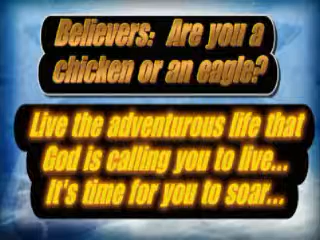 Believers: Are you a
chicken or an eagle?
Live the adventurous life that
God is calling you to live...
It's time for you to soar...